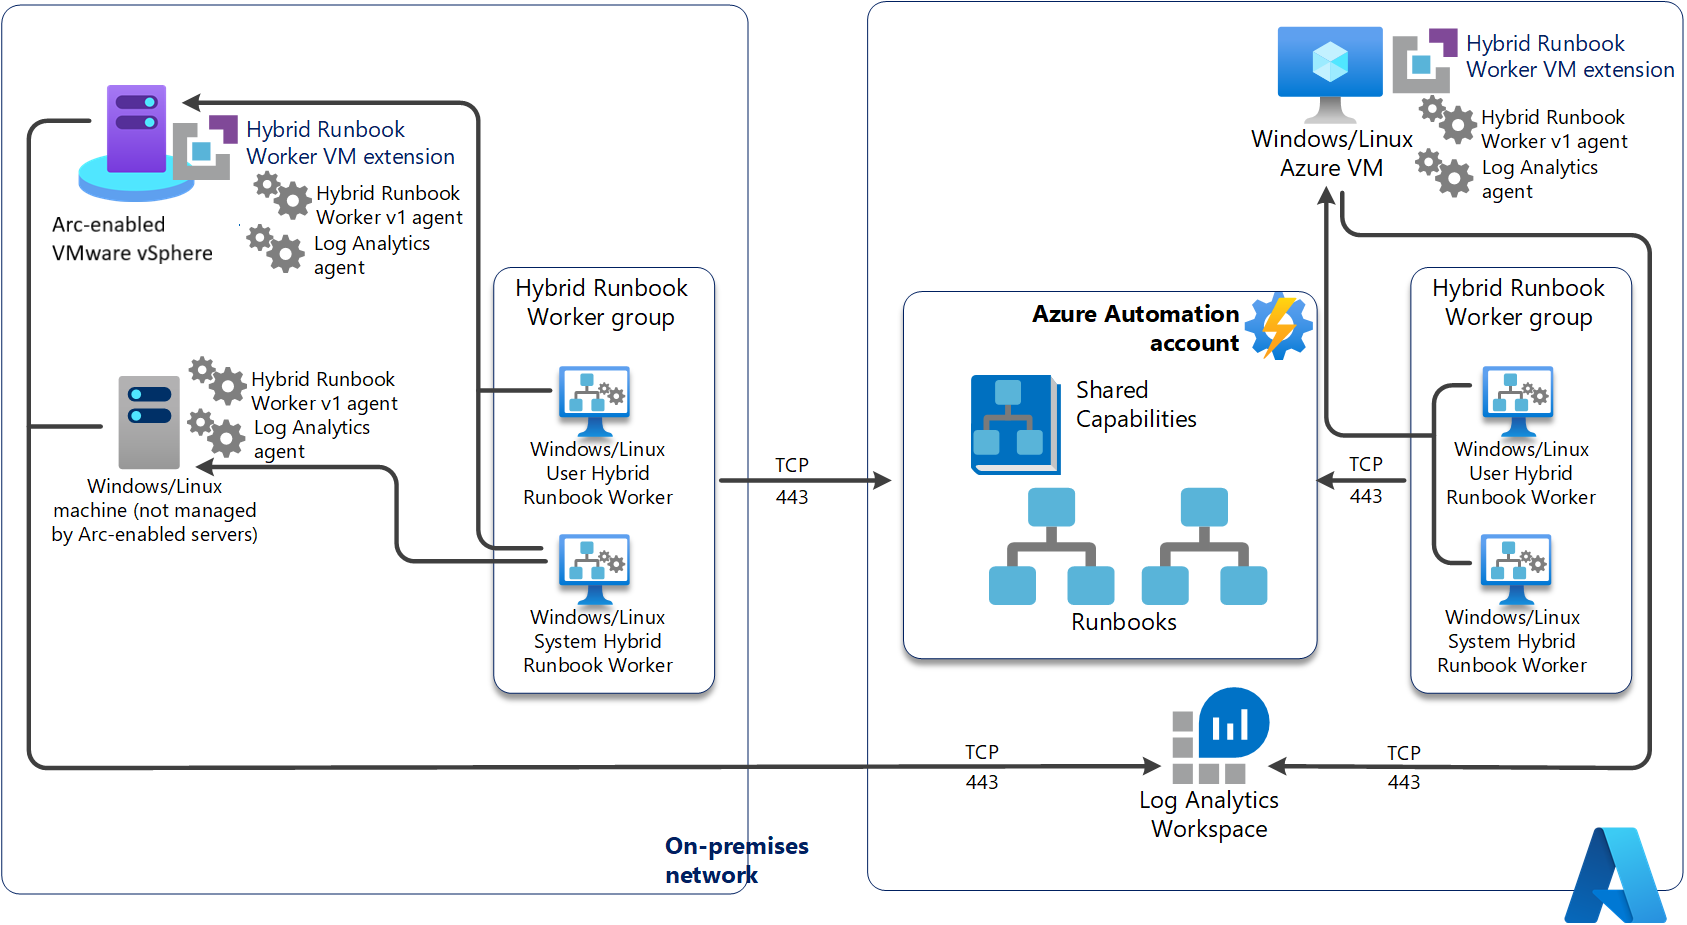 Hybrid Runbook
Worker VM extension
Hybrid Runbook
Worker v1 agent
Log Analytics
agent
Arc-enabled
VMware vSphere
Hybrid Runbook
Worker v1 agent
Log Analytics
agent
Windows/Linux
machine (not managed
by Arc-enabled servers)
Hybrid Runbook
Worker group
Windows/Linux
User Hybrid
Runbook Worker
Windows/Linux
System Hybrid
Runbook Worker
TCP
443
On-premises
network
Hybrid Runbook
Worker VM extension
Hybrid Runbook
Worker v1 agent
Log Analytics
agent
Windows/Linux
Azure VM
Azure Automation
account
Shared
Capabilities
Runbooks
TCP
443
Hybrid Runbook
Worker group
Windows/Linux
User Hybrid
Runbook Worker
Windows/Linux
System Hybrid
Runbook Worker
TCP
443
Log Analytics
Workspace
TCP
443